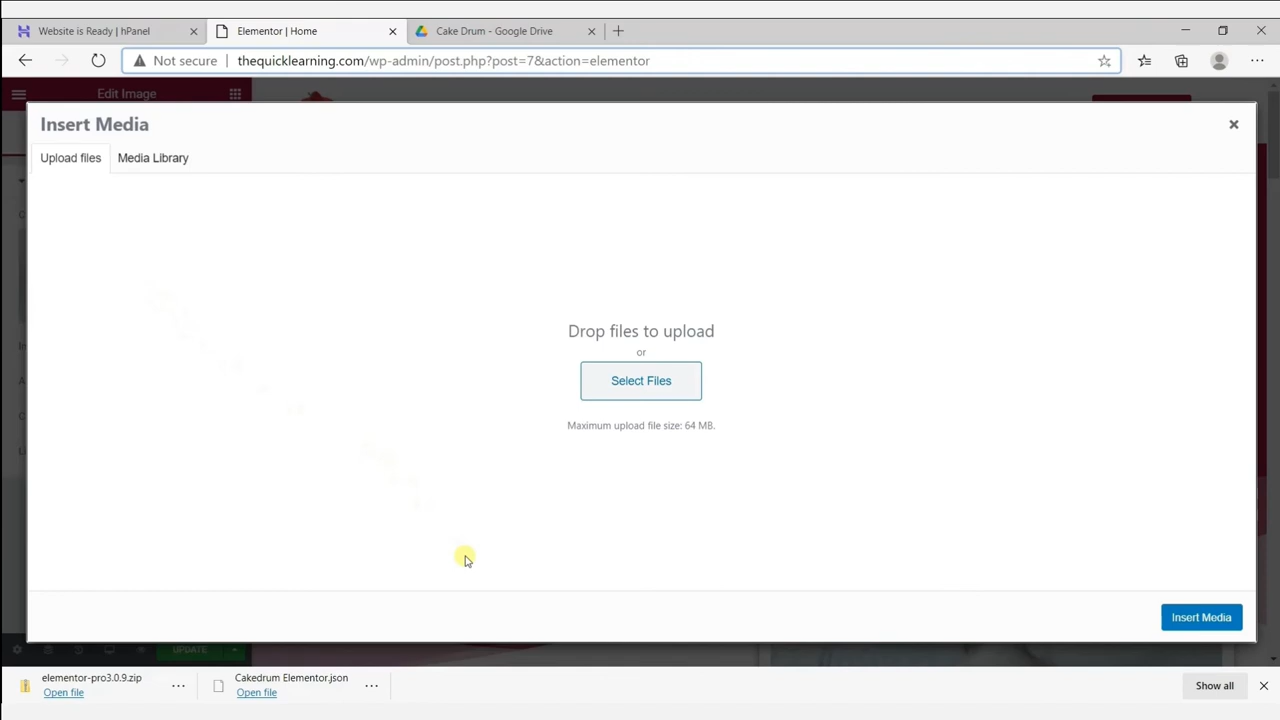 Website is Ready | hPanel
Elementor | Home
Cake Drum - Google Drive
Not secure
thequicklearning.com/wp-admin/post.php?post=7&action=elementor
Edit Image
Insert Media
Upload files
Media Library
Drop files to upload
or
Select Files
Maximum upload file size: 64 MB.
Insert Media
UPDATE
elementor-pro3.0.9.zip
Open file
Cakedrum Elementor.json
Open file
Show all